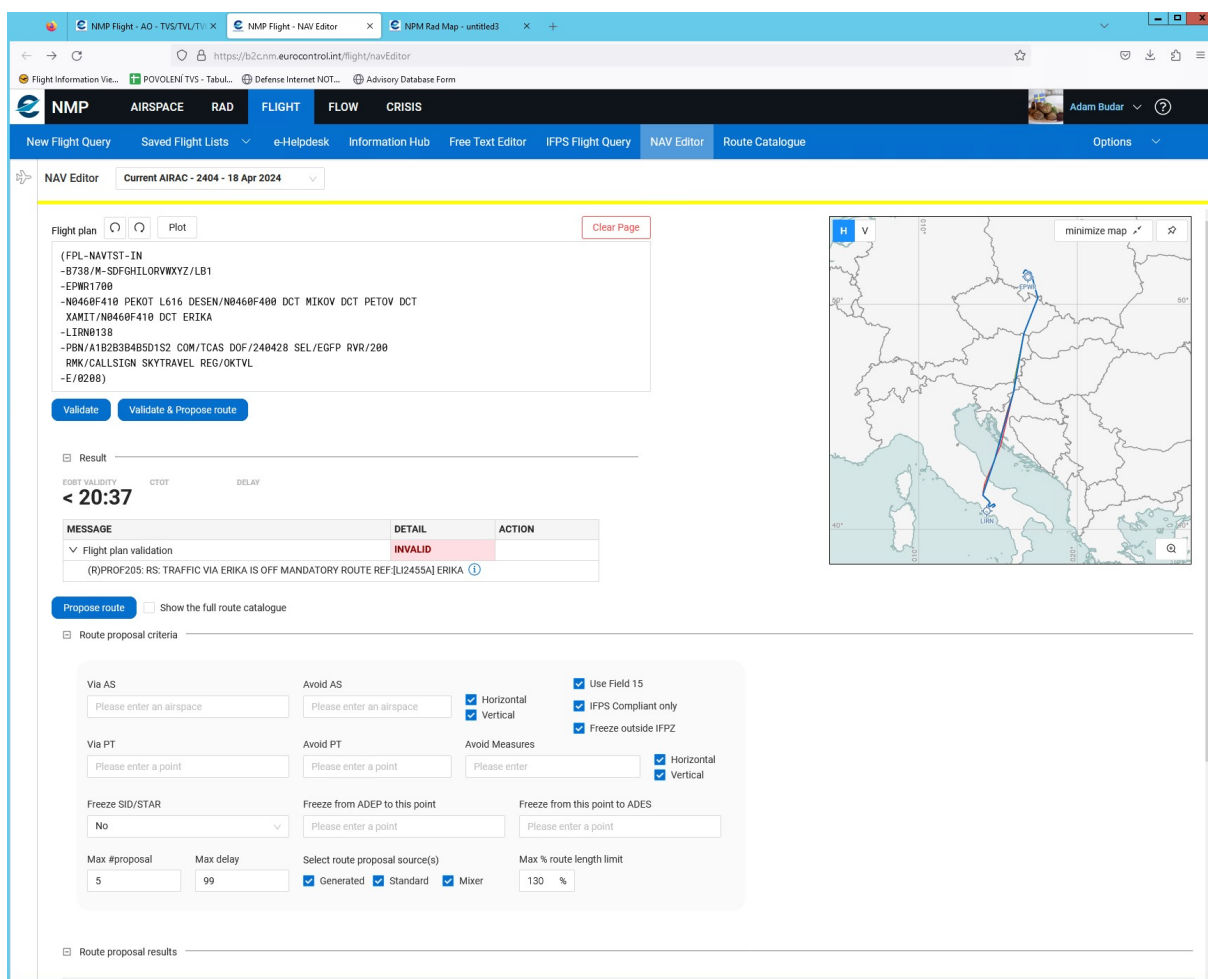 NMP Flight - AO - TVS/TVL/TV X
NMP Flight - NAV Editor X
NPM Rad Map - untitled3 X +
https://b2c.nm.eurocontrol.int/flight/navEditor
Flight Information Vie... POVOLENÍ TVS - Tabul... Defense Internet NOT... Advisory Database Form
NMP AIRSPACE RAD FLIGHT FLOW CRISIS Adam Budar
New Flight Query Saved Flight Lists e-Helpdesk Information Hub Free Text Editor IFPS Flight Query NAV Editor Route Catalogue Options
NAV Editor Current AIRAC - 2404 - 18 Apr 2024
Flight plan Plot Clear Page
(FPL-NAVTST-IN
-B738/M-SDFGHILORVWXYZ/LB1
-EPWR1700
-N0460F410 PEKOT L616 DESEN/N0460F400 DCT MIKOV DCT PETOV DCT
XAMIT/N0460F410 DCT ERIKA
-LIRN0138
-PBN/A1B2B3B4B5D1S2 COM/TCAS DOF/240428 SEL/EGFP RVR/200
RMK/CALLSIGN SKYTRAVEL REG/OKTVL
-E/0208)
H V minimize map
010°
EPWR
50° 50°
40° 40°
LIRN
010° 020°
Validate Validate & Propose route
Result
EOBT VALIDITY CTOT DELAY
< 20:37
MESSAGE DETAIL ACTION
Flight plan validation INVALID
(R)PROF205: RS: TRAFFIC VIA ERIKA IS OFF MANDATORY ROUTE REF:[LI2455A] ERIKA
Propose route Show the full route catalogue
Route proposal criteria
Via AS Avoid AS Use Field 15
Please enter an airspace Please enter an airspace Horizontal IFPS Compliant only
Vertical Freeze outside IFPZ
Via PT Avoid PT Avoid Measures
Please enter a point Please enter a point Please enter Horizontal
Vertical
Freeze SID/STAR Freeze from ADEP to this point Freeze from this point to ADES
No Please enter a point Please enter a point
Max #proposal Max delay Select route proposal source(s) Max % route length limit
5 99 Generated Standard Mixer 130 %
Route proposal results